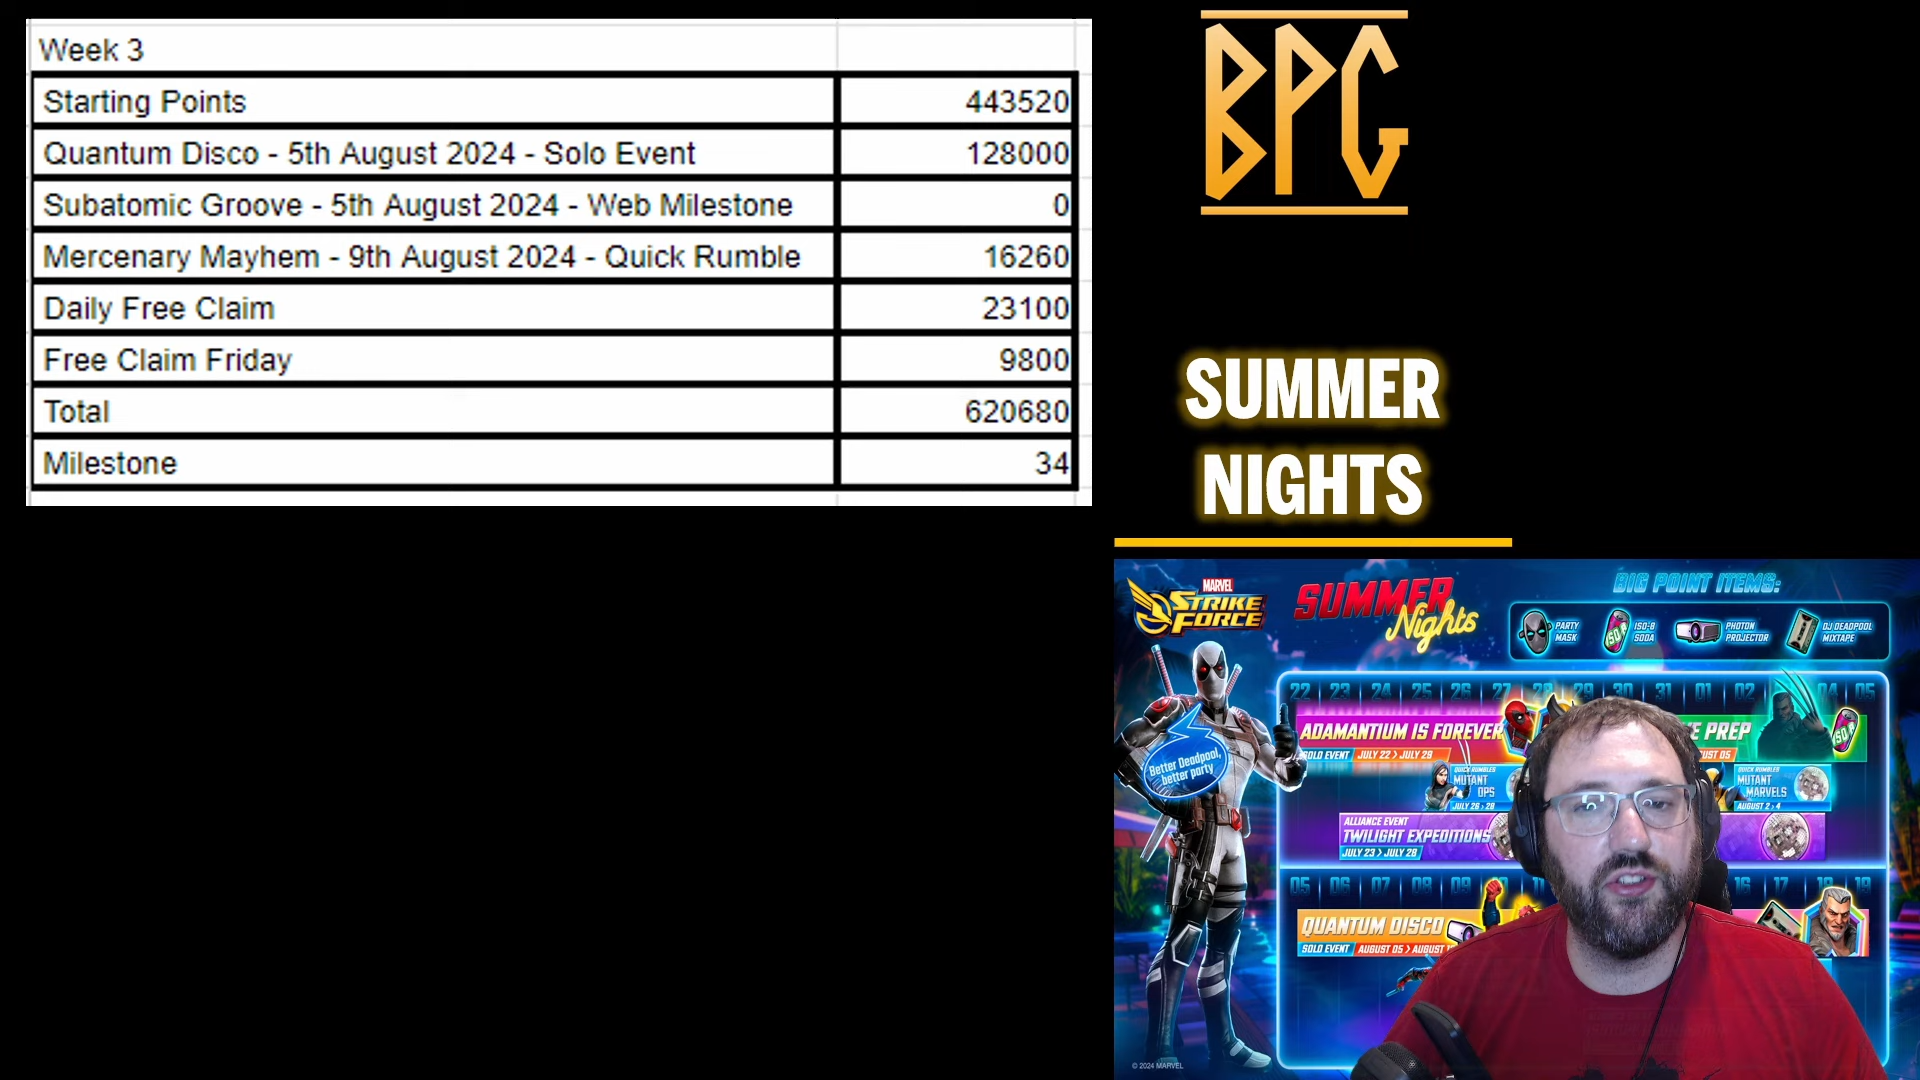 Week 3
Starting Points 443520
Quantum Disco - 5th August 2024 - Solo Event 128000
Subatomic Groove - 5th August 2024 - Web Milestone 0
Mercenary Mayhem - 9th August 2024 - Quick Rumble 16260
Daily Free Claim 23100
Free Claim Friday 9800
Total 620680
Milestone 34
BPG
SUMMER
NIGHTS
MARVEL
STRIKE
FORCE
SUMMER
Nights
BIG POINT ITEMS:
PARTY
MASK
ISO-8
SODA
PHOTON
PROJECTOR
DJ DEADPOOL
MIXTAPE
22 23 24 25 26 27 28 29 30 31 01 02 04 05
ADAMANTIUM IS FOREVER
SOLO EVENT JULY 22 > JULY 29
PREP
QUICK RUMBLES
MUTANT
OPS
JULY 26 > 28
QUICK RUMBLES
MUTANT
MARVELS
AUGUST 2 > 4
ALLIANCE EVENT
TWILIGHT EXPEDITIONS
JULY 23 > JULY 28
Better Deadpool,
better party
05 06 07 08 09 16 17 18 19
QUANTUM DISCO
SOLO EVENT AUGUST 05 > AUGUST
© 2024 MARVEL